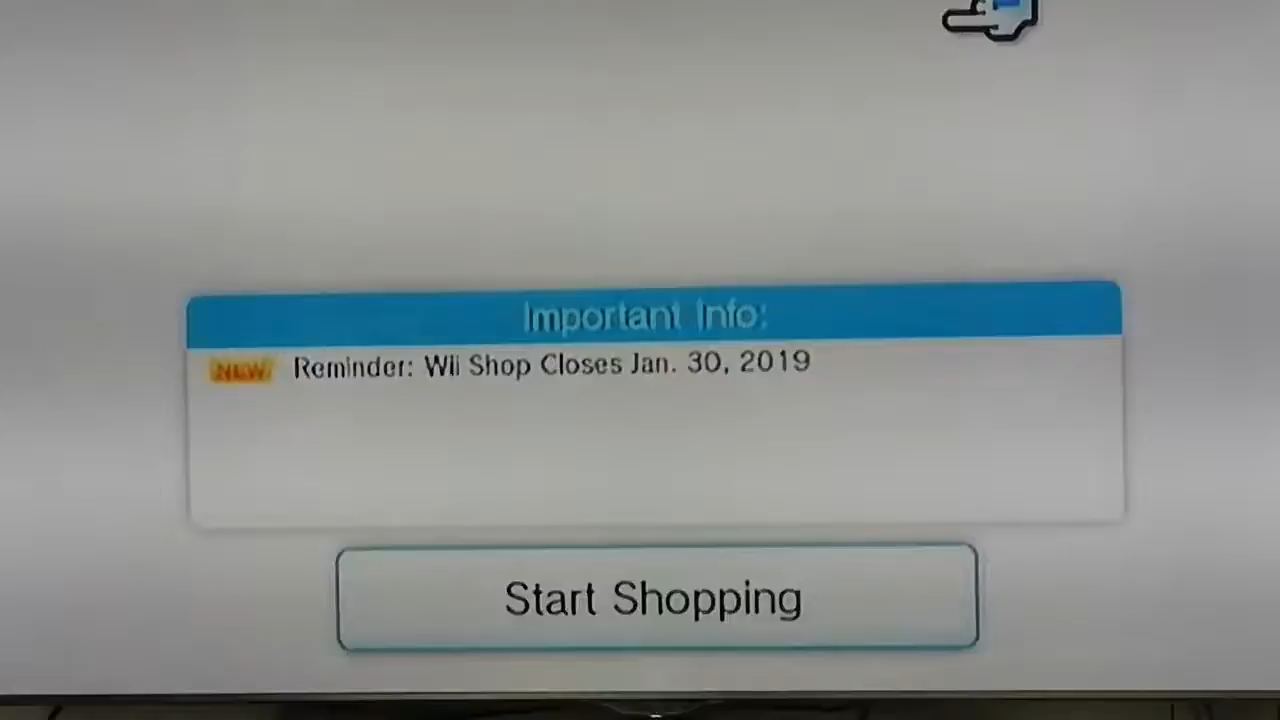 Important Info:
NEW Reminder: Wii Shop Closes Jan. 30, 2019
Start Shopping